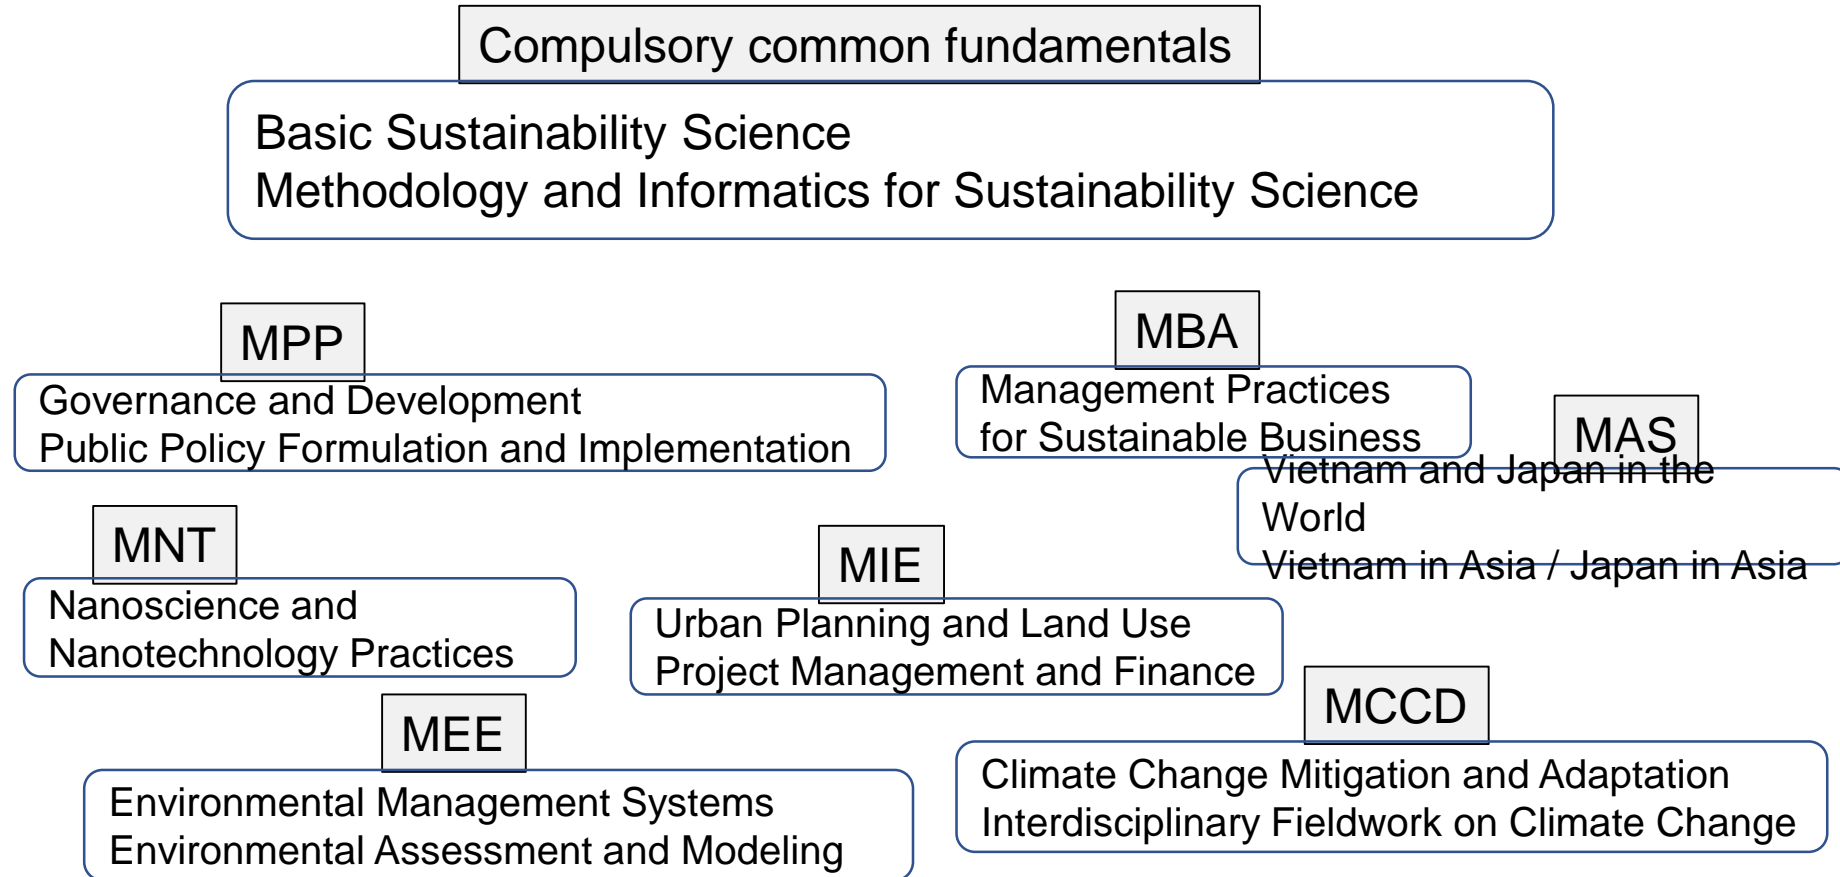 Compulsory common fundamentals
Basic Sustainability Science
Methodology and Informatics for Sustainability Science
MPP
Governance and Development
Public Policy Formulation and Implementation
MBA
Management Practices
for Sustainable Business
MAS
Vietnam and Japan in the
World
Vietnam in Asia / Japan in Asia
MNT
Nanoscience and
Nanotechnology Practices
MIE
Urban Planning and Land Use
Project Management and Finance
MEE
Environmental Management Systems
Environmental Assessment and Modeling
MCCD
Climate Change Mitigation and Adaptation
Interdisciplinary Fieldwork on Climate Change